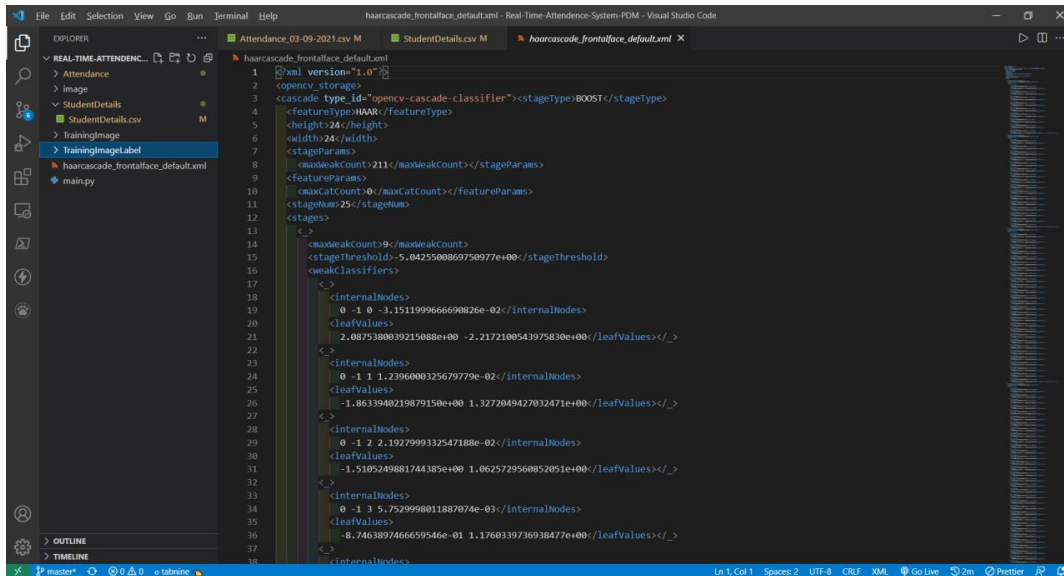 File Edit Selection View Go Run Terminal Help haarcascade_frontalface_default.xml - Real-Time-Attendence-System-PDM - Visual Studio Code
EXPLORER
Attendance_03-09-2021.csv M StudentDetails.csv M haarcascade_frontalface_default.xml
REAL-TIME-ATTENDENC...
Attendance
image
StudentDetails
StudentDetails.csv M
TrainingImage
TrainingImageLabel
haarcascade_frontalface_default.xml
main.py
OUTLINE
TIMELINE
haarcascade_frontalface_default.xml
1 <?xml version="1.0"?>
2 <opencv_storage>
3 <cascade type_id="opencv-cascade-classifier"><stageType>BOOST</stageType>
4 <featureType>HAAR</featureType>
5 <height>24</height>
6 <width>24</width>
7 <stageParams>
8 <maxWeakCount>211</maxWeakCount></stageParams>
9 <featureParams>
10 <maxCatCount>0</maxCatCount></featureParams>
11 <stageNum>25</stageNum>
12 <stages>
13 <_>
14 <maxWeakCount>9</maxWeakCount>
15 <stageThreshold>-5.0425500869750977e+00</stageThreshold>
16 <weakClassifiers>
17 <_>
18 <internalNodes>
19 0 -1 0 -3.1511999666690826e-02</internalNodes>
20 <leafValues>
21 2.0875380039215088e+00 -2.2172100543975830e+00</leafValues></_>
22 <_>
23 <internalNodes>
24 0 -1 1 1.2396000325679779e-02</internalNodes>
25 <leafValues>
26 -1.8633940219879150e+00 1.3272049427032471e+00</leafValues></_>
27 <_>
28 <internalNodes>
29 0 -1 2 2.1927999332547188e-02</internalNodes>
30 <leafValues>
31 -1.5105249881744385e+00 1.0625729560852051e+00</leafValues></_>
32 <_>
33 <internalNodes>
34 0 -1 3 5.7529998011887074e-03</internalNodes>
35 <leafValues>
36 -8.7463897466659546e-01 1.1760339736938477e+00</leafValues></_>
37 <_>
38 <internalNodes>
master* 0 0 tabnine Ln 1, Col 1 Spaces: 2 UTF-8 CRLF XML Go Live 2m Prettier